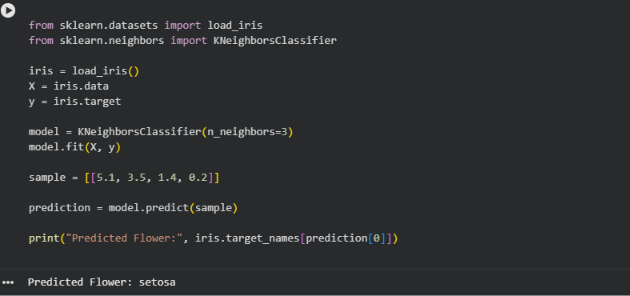 from sklearn.datasets import load_iris
from sklearn.neighbors import KNeighborsClassifier
iris = load_iris()
X = iris.data
y = iris.target
model = KNeighborsClassifier(n_neighbors=3)
model.fit(X, y)
sample = [[5.1, 3.5, 1.4, 0.2]]
prediction = model.predict(sample)
print("Predicted Flower:", iris.target_names[prediction[0]])
Predicted Flower: setosa